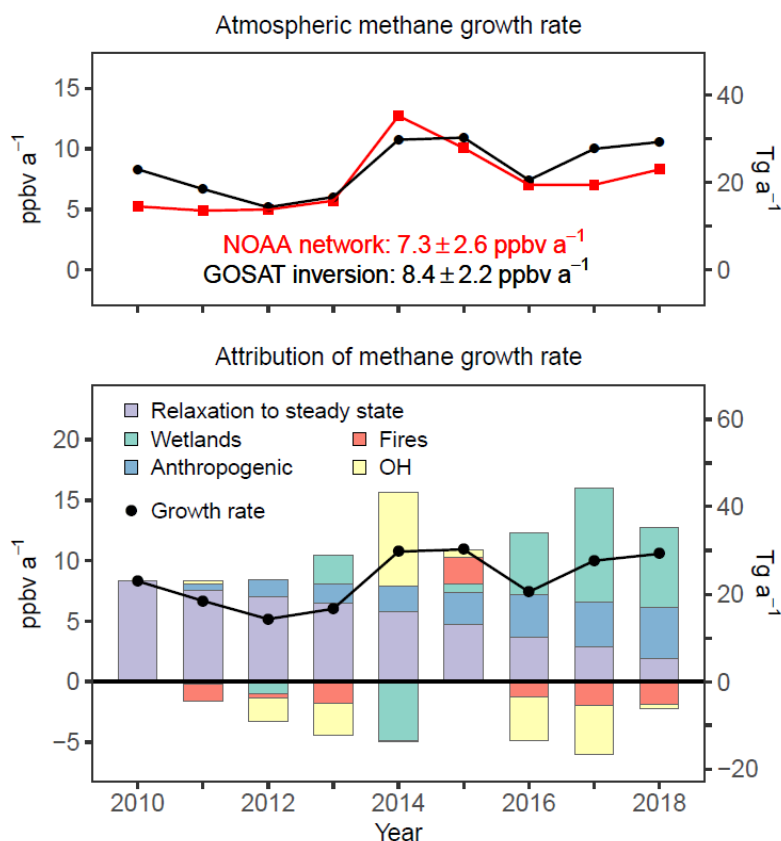 Atmospheric methane growth rate
15
10
5
0
ppbv a⁻¹
40
20
0
Tg a⁻¹
NOAA network: 7.3 ± 2.6 ppbv a⁻¹
GOSAT inversion: 8.4 ± 2.2 ppbv a⁻¹
Attribution of methane growth rate
Relaxation to steady state
Wetlands
Fires
Anthropogenic
OH
Growth rate
20
15
10
5
0
−5
ppbv a⁻¹
60
40
20
0
−20
Tg a⁻¹
2010 2012 2014 2016 2018
Year